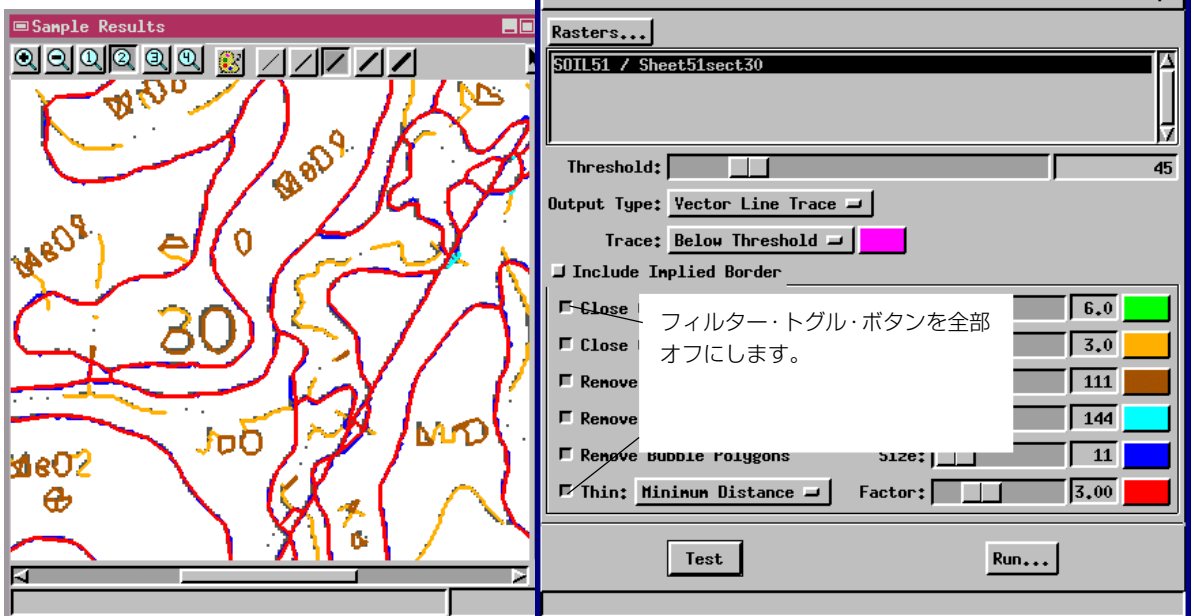 Sample Results
Rasters...
SOIL51 / Sheet51sect30
Threshold: 45
Output Type: Vector Line Trace
Trace: Below Threshold
Include Implied Border
Close 6.0
Close 3.0
Remove 111
Remove 144
Remove Bubble Polygons Size: 11
Thin: Minimum Distance Factor: 3.00
フィルター・トグル・ボタンを全部
オフにします。
Test Run...
MaD9
MeO2
30